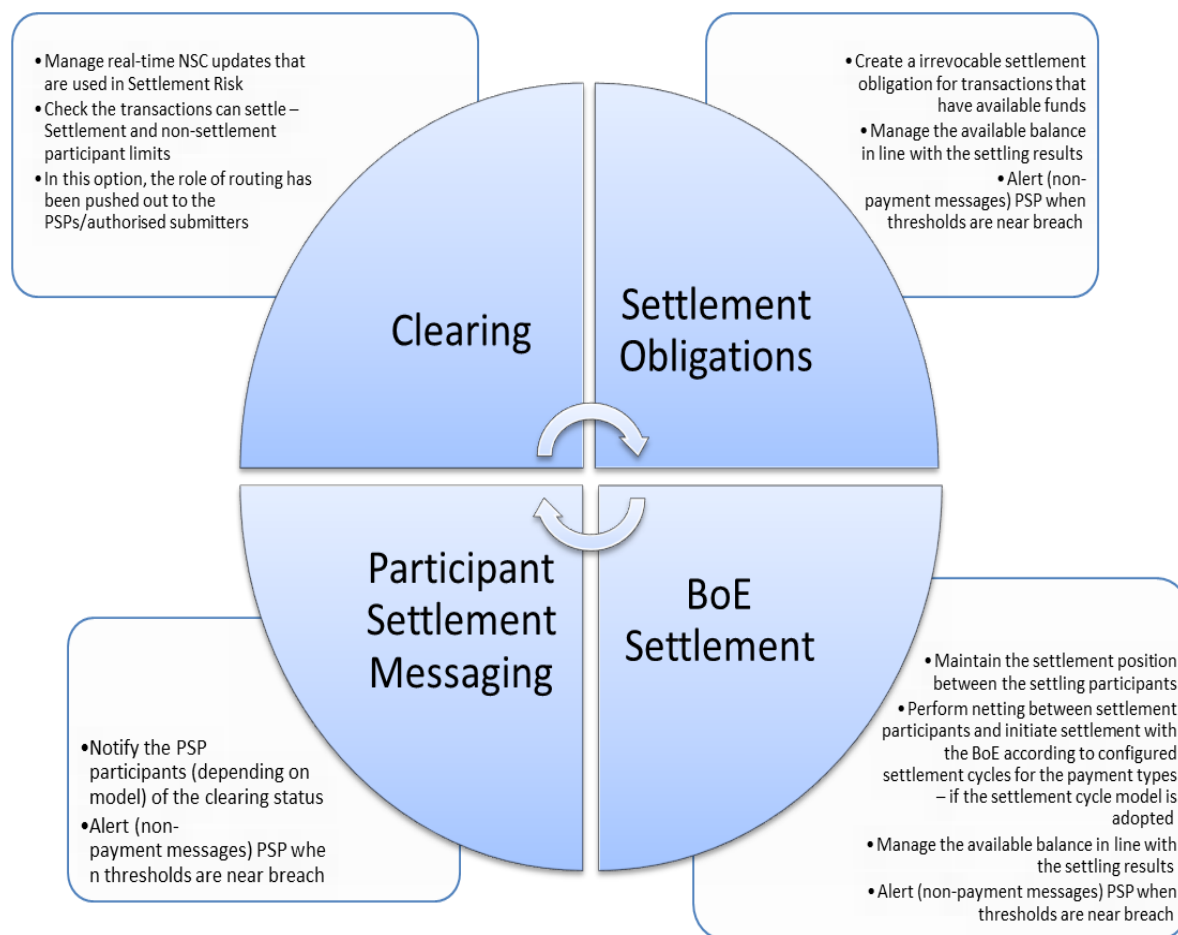 •Manage real-time NSC updates that
are used in Settlement Risk
•Check the transactions can settle –
Settlement and non-settlement
participant limits
•In this option, the role of routing has
been pushed out to the
PSPs/authorised submitters
•Create a irrevocable settlement
obligation for transactions that
have available funds
•Manage the available balance
in line with the settling results
•Alert (non-
payment messages) PSP when
thresholds are near breach
Clearing
Settlement
Obligations
Participant
Settlement
Messaging
BoE
Settlement
•Notify the PSP
participants (depending on
model) of the clearing status
•Alert (non-
payment messages) PSP whe
n thresholds are near breach
•Maintain the settlement position
between the settling participants
•Perform netting between settlement
participants and initiate settlement with
the BoE according to configured
settlement cycles for the payment types
– if the settlement cycle model is
adopted
•Manage the available balance in line with
the settling results
•Alert (non-payment messages) PSP when
thresholds are near breach